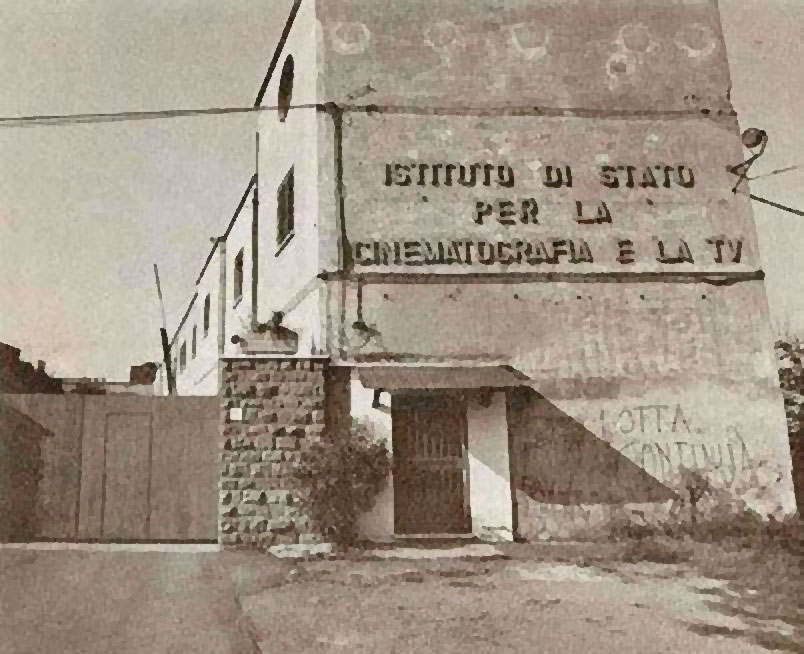 ISTITUTO DI STATO
PER LA
CINEMATOGRAFIA E LA TV
LOTTA
CONTINUA